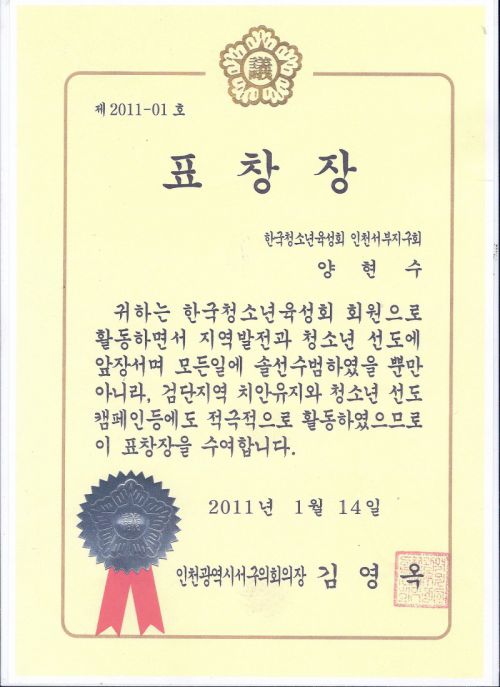 議
제 2011-01 호
표 창 장
한국청소년육성회 인천서부지구회
양 현 수
귀하는 한국청소년육성회 회원으로
활동하면서 지역발전과 청소년 선도에
앞장서며 모든일에 솔선수범하였을 뿐만
아니라, 검단지역 치안유지와 청소년 선도
캠페인등에도 적극적으로 활동하였으므로
이 표창장을 수여합니다.
2011년 1월 14일
인천광역시서구의회의장 김 영 옥